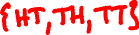 {HT, TH, TT}